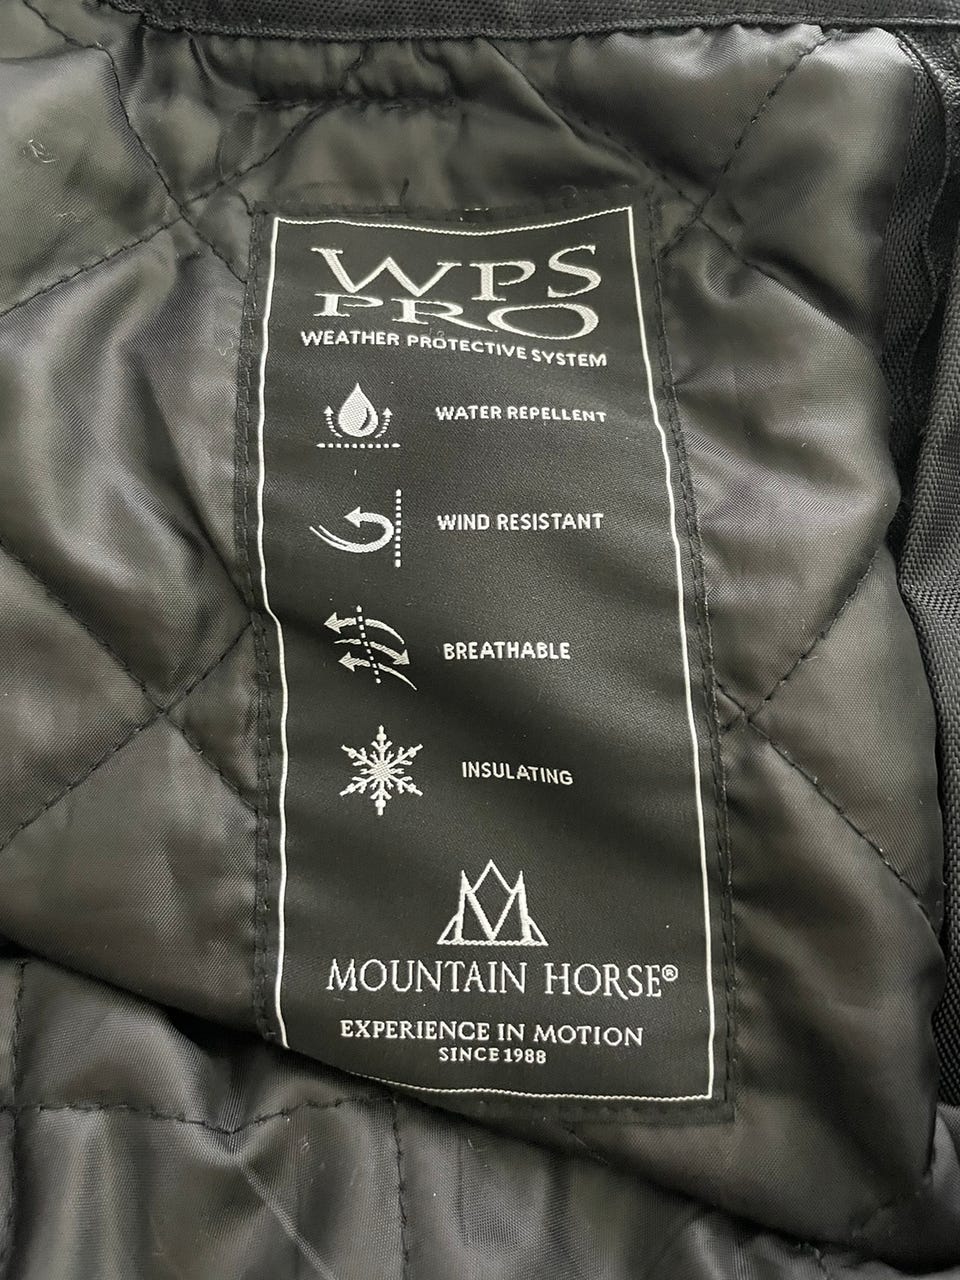 WPS
PRO
WEATHER PROTECTIVE SYSTEM
WATER REPELLENT
WIND RESISTANT
BREATHABLE
INSULATING
MOUNTAIN HORSE®
EXPERIENCE IN MOTION
SINCE 1988